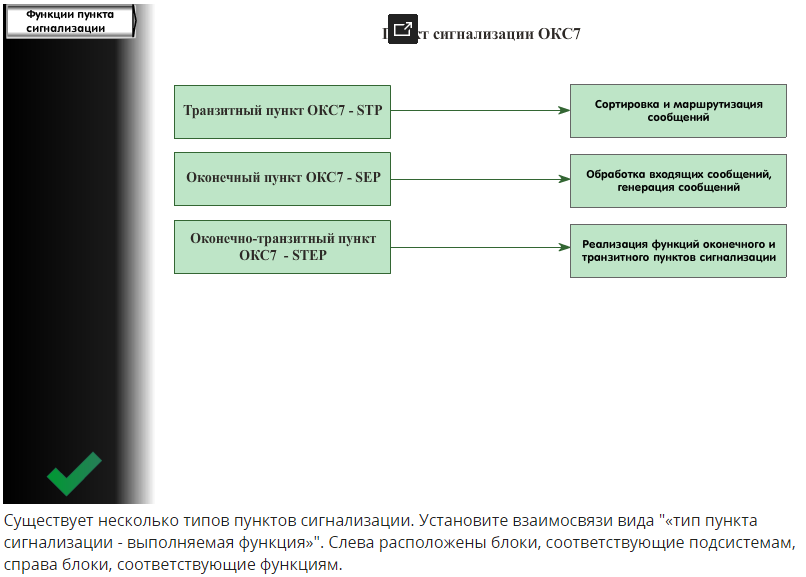 Функции пункта
сигнализации
сигнализации ОКС7
Транзитный пункт ОКС7 - STP
Сортировка и маршрутизация
сообщений
Оконечный пункт ОКС7 - SEP
Обработка входящих сообщений,
генерация сообщений
Оконечно-транзитный пункт
ОКС7 - STEP
Реализация функций оконечного и
транзитного пунктов сигнализации
Существует несколько типов пунктов сигнализации. Установите взаимосвязи вида "«тип пункта
сигнализации - выполняемая функция»". Слева расположены блоки, соответствующие подсистемам,
справа блоки, соответствующие функциям.